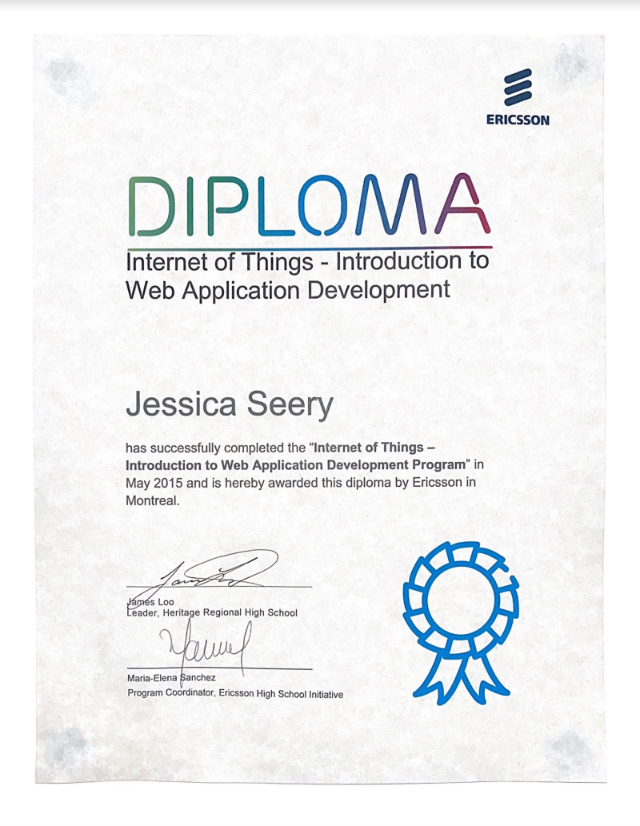 ERICSSON
DIPLOMA
Internet of Things - Introduction to
Web Application Development
Jessica Seery
has successfully completed the “Internet of Things –
Introduction to Web Application Development Program” in
May 2015 and is hereby awarded this diploma by Ericsson in
Montreal.
James Loo
Leader, Heritage Regional High School
Maria-Elena Sanchez
Program Coordinator, Ericsson High School Initiative